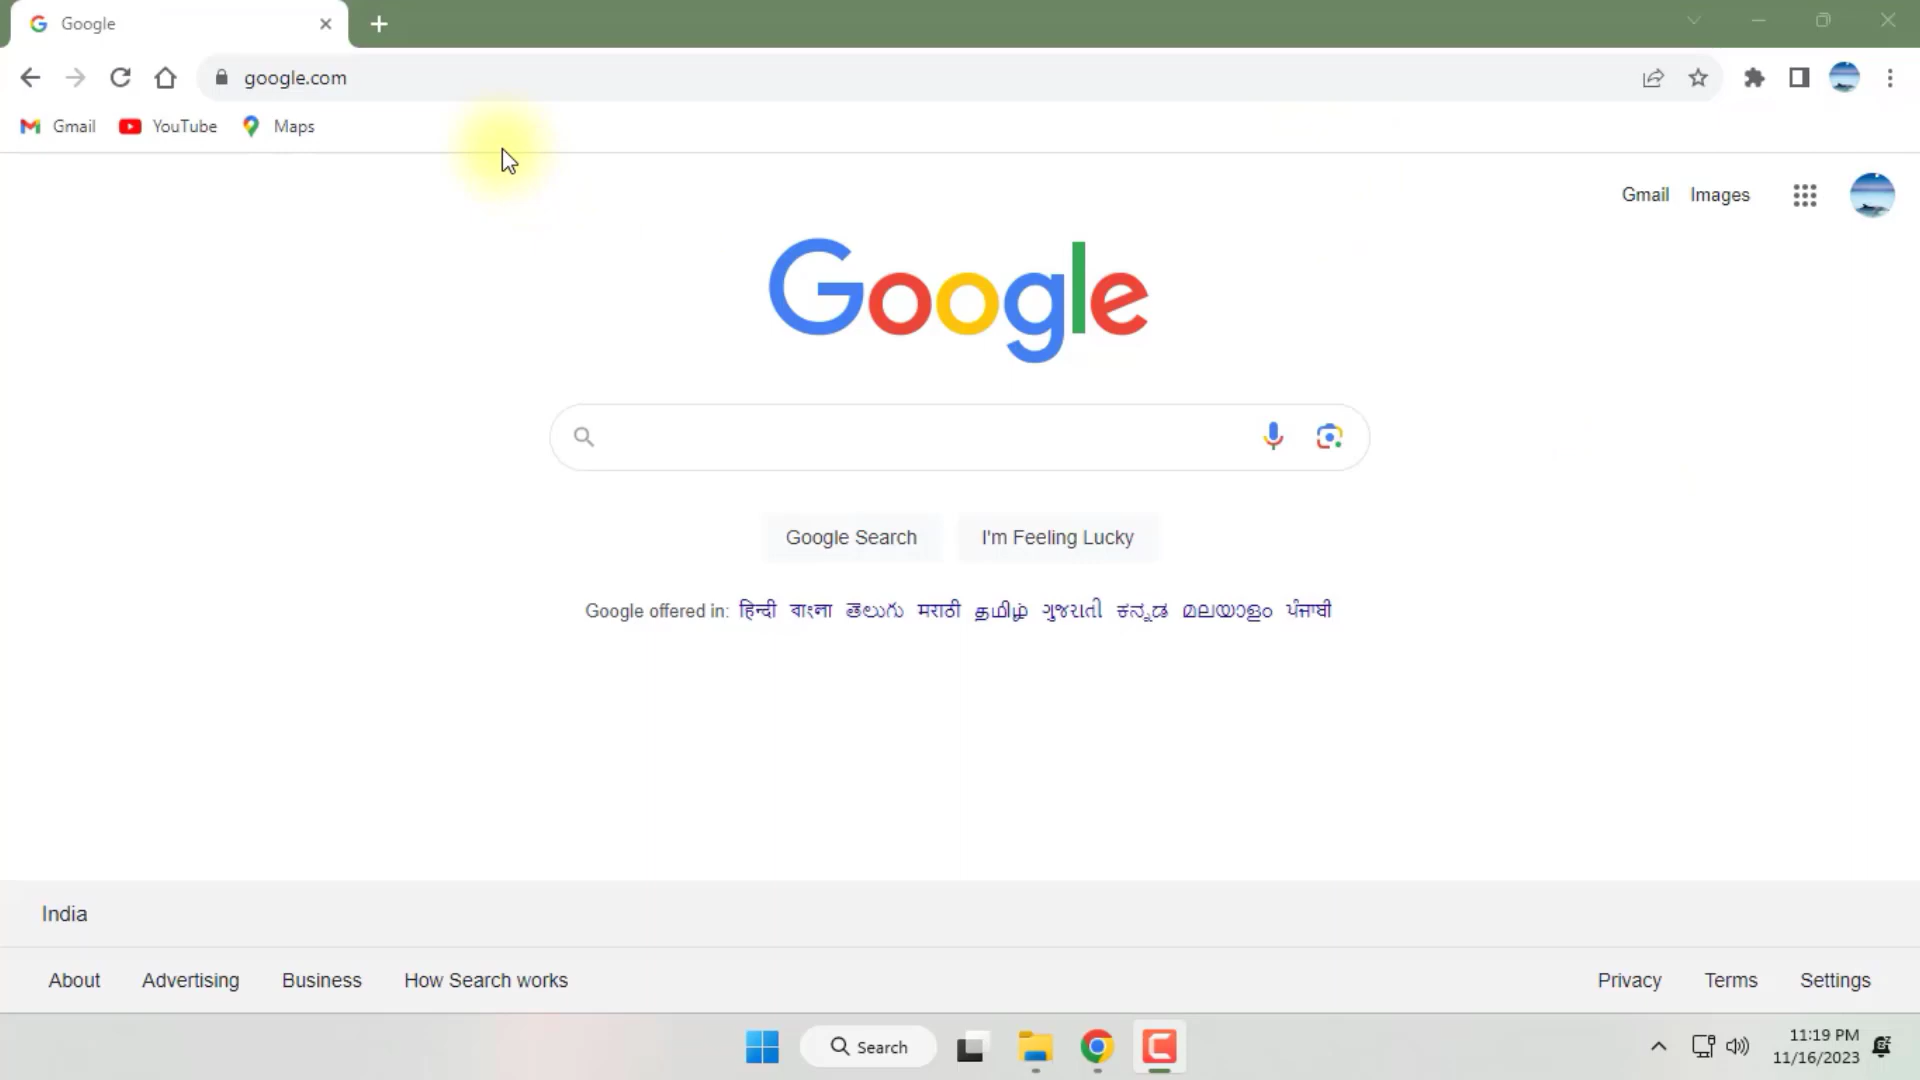 Google
google.com
Gmail YouTube Maps
Gmail Images
Google
Google Search I'm Feeling Lucky
Google offered in: हिन्दी বাংলা తెలుగు मराठी தமிழ் ગુજરાતી ಕನ್ನಡ മലയാളം ਪੰਜਾਬੀ
India
About Advertising Business How Search works Privacy Terms Settings
Search
11:19 PM
11/16/2023